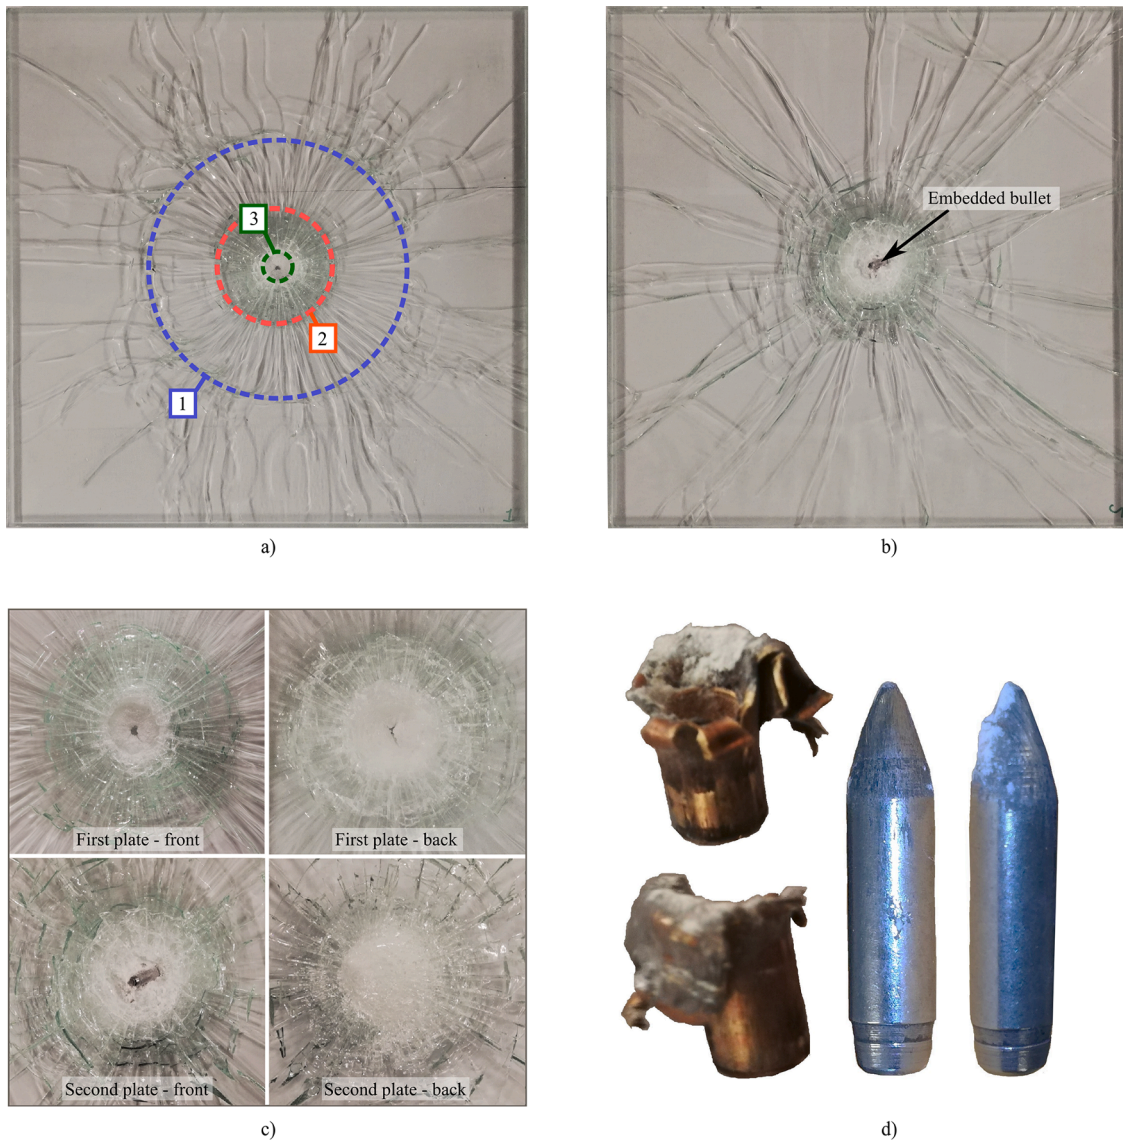 3
2
1
a)
Embedded bullet
b)
First plate - front
First plate - back
Second plate - front
Second plate - back
c)
d)